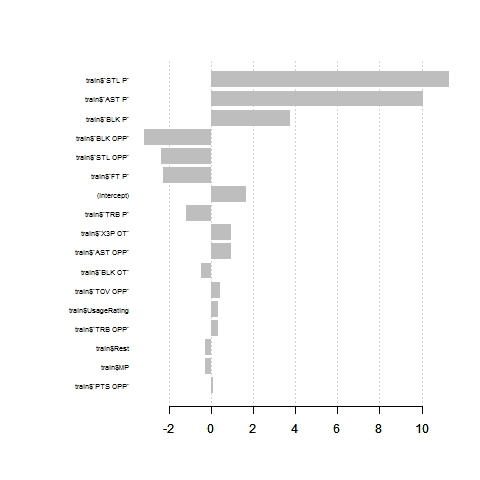 train$"STL P"
train$"AST P"
train$"BLK P"
train$"BLK OPP"
train$"STL OPP"
train$"FT P"
(Intercept)
train$"TRB P"
train$"X3P OT"
train$"AST OPP"
train$"BLK OT"
train$"TOV OPP"
train$UsageRating
train$"TRB OPP"
train$Rest
train$MP
train$"PTS OPP"
-2 0 2 4 6 8 10